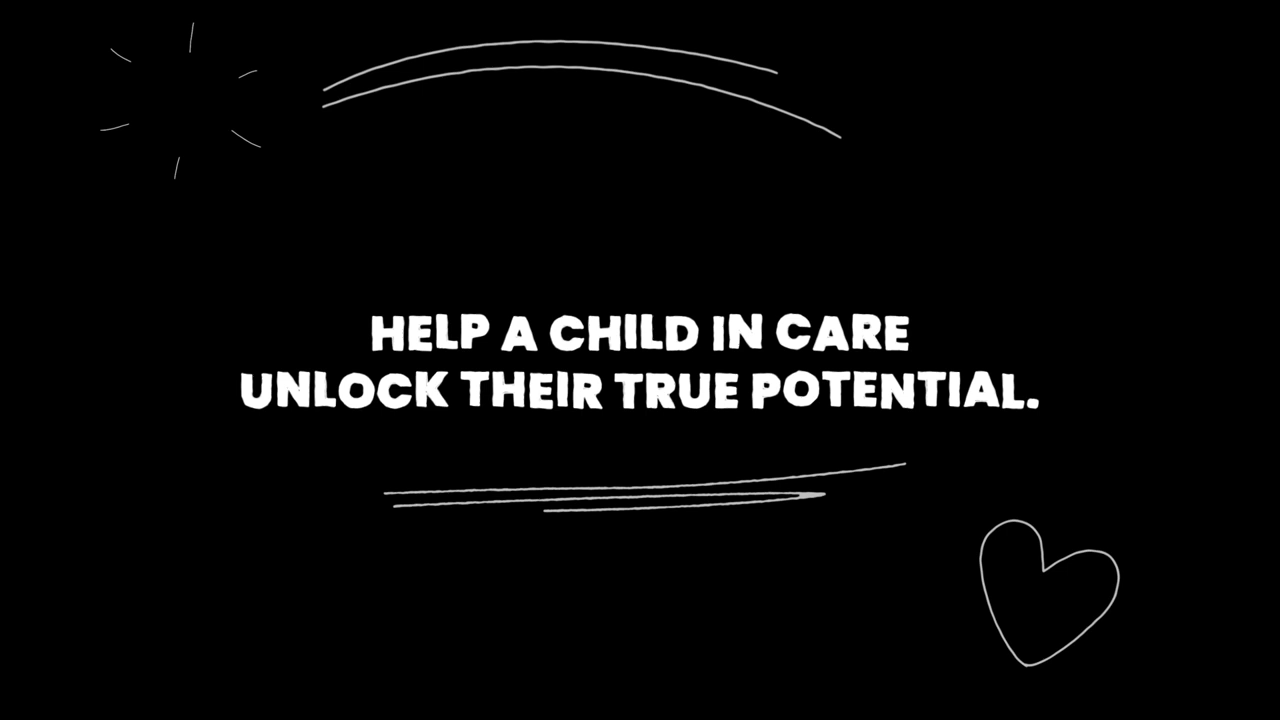 HELP A CHILD IN CARE
UNLOCK THEIR TRUE POTENTIAL.